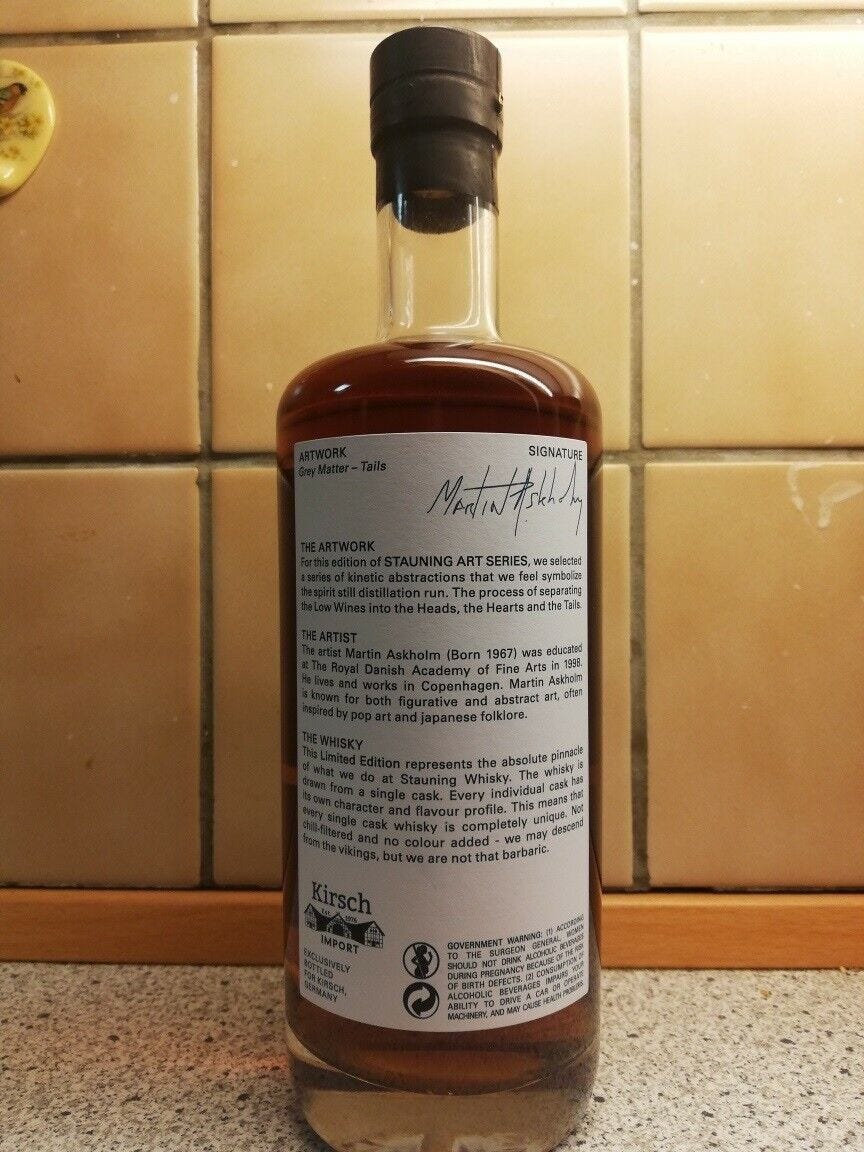 ARTWORK SIGNATURE
Grey Matter – Tails
Martin Askholm
THE ARTWORK
For this edition of STAUNING ART SERIES, we selected
a series of kinetic abstractions that we feel symbolize
the spirit still distillation run. The process of separating
the Low Wines into the Heads, the Hearts and the Tails.
THE ARTIST
The artist Martin Askholm (Born 1967) was educated
at The Royal Danish Academy of Fine Arts in 1998.
He lives and works in Copenhagen. Martin Askholm
is known for both figurative and abstract art, often
inspired by pop art and japanese folklore.
THE WHISKY
This Limited Edition represents the absolute pinnacle
of what we do at Stauning Whisky. The whisky is
drawn from a single cask. Every individual cask has
its own character and flavour profile. This means that
every single cask whisky is completely unique. Not
chill-filtered and no colour added - we may descend
from the vikings, but we are not that barbaric.
Kirsch
EST. 1976
IMPORT
EXCLUSIVELY
BOTTLED
FOR KIRSCH,
GERMANY
GOVERNMENT WARNING: (1) ACCORDING
TO THE SURGEON GENERAL, WOMEN
SHOULD NOT DRINK ALCOHOLIC BEVERAGES
DURING PREGNANCY BECAUSE OF THE RISK
OF BIRTH DEFECTS. (2) CONSUMPTION OF
ALCOHOLIC BEVERAGES IMPAIRS YOUR
ABILITY TO DRIVE A CAR OR OPERATE
MACHINERY, AND MAY CAUSE HEALTH PROBLEMS.